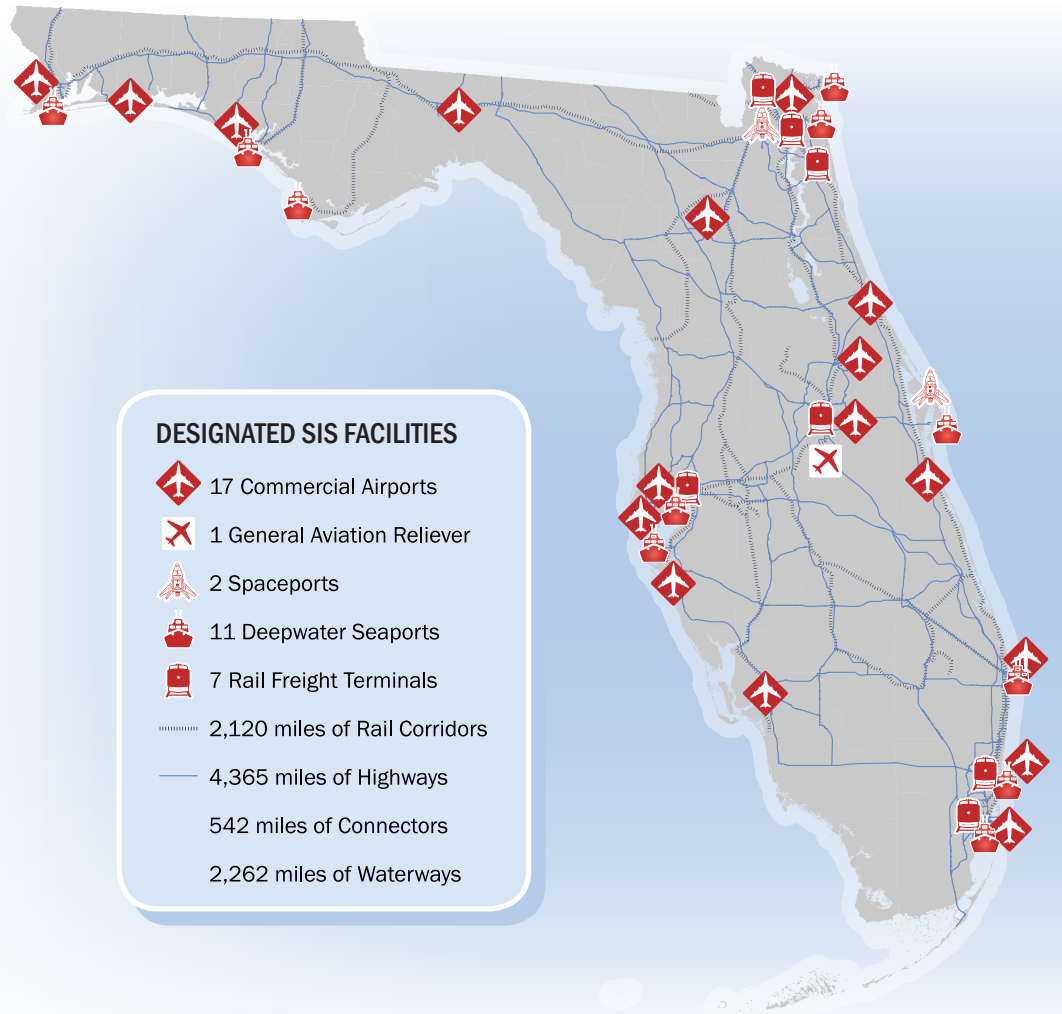 DESIGNATED SIS FACILITIES
17 Commercial Airports
1 General Aviation Reliever
2 Spaceports
11 Deepwater Seaports
7 Rail Freight Terminals
2,120 miles of Rail Corridors
4,365 miles of Highways
542 miles of Connectors
2,262 miles of Waterways